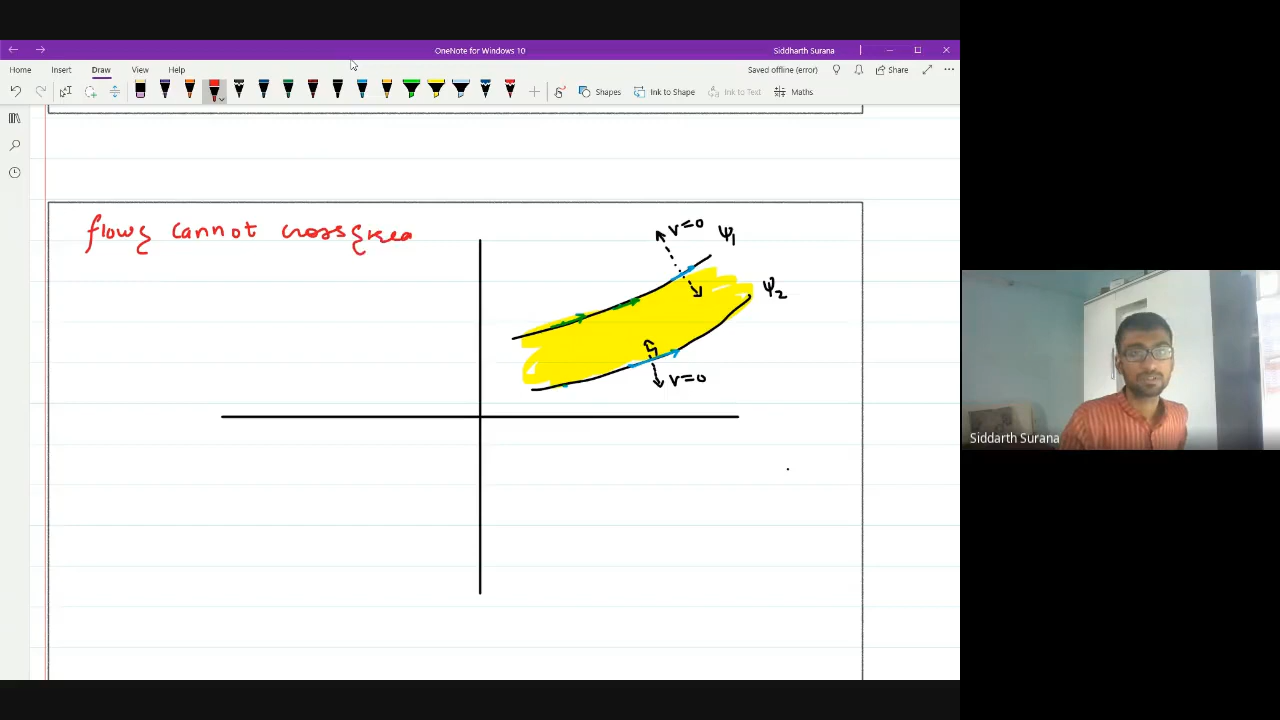 OneNote for Windows 10
Siddharth Surana
Home Insert Draw View Help
Saved offline (error) Share
Shapes Ink to Shape Ink to Text Maths
flow cannot cross
v=0
ψ1
ψ2
v=0
Siddarth Surana